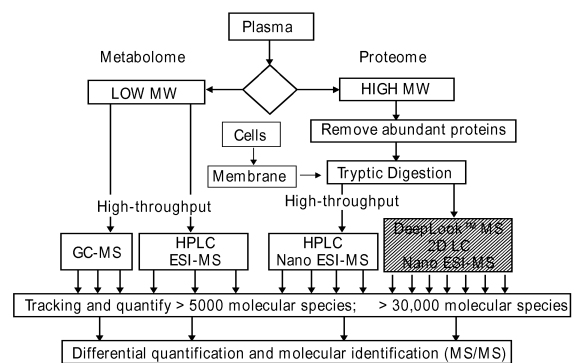 Plasma
Metabolome
Proteome
LOW MW
HIGH MW
Remove abundant proteins
Cells
Membrane
Tryptic Digestion
High-throughput
High-throughput
GC-MS
HPLC
ESI-MS
HPLC
Nano ESI-MS
DeepLook™ MS
2D LC
Nano ESI-MS
Tracking and quantify > 5000 molecular species; > 30,000 molecular species
Differential quantification and molecular identification (MS/MS)